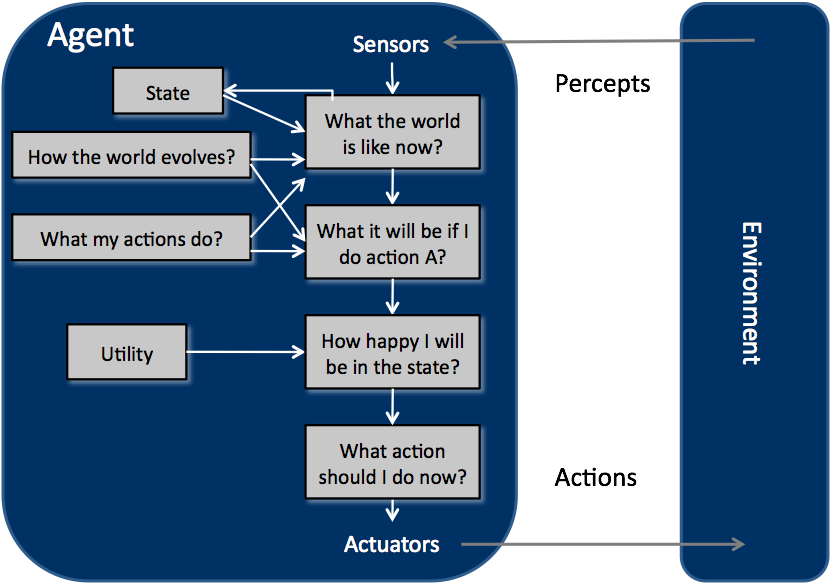 Agent
Sensors
Percepts
State
What the world
is like now?
How the world evolves?
What my actions do?
What it will be if I
do action A?
Environment
Utility
How happy I will
be in the state?
What action
should I do now?
Actions
Actuators